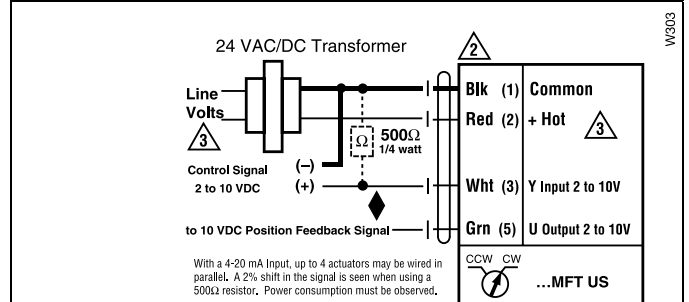 W303
24 VAC/DC Transformer
2
Line
Volts
3
Blk (1) Common
Red (2) + Hot
3
Ω
500Ω
1/4 watt
Control Signal
2 to 10 VDC
(–)
(+)
Wht (3) Y Input 2 to 10V
to 10 VDC Position Feedback Signal
Grn (5) U Output 2 to 10V
With a 4-20 mA Input, up to 4 actuators may be wired in
parallel. A 2% shift in the signal is seen when using a
500Ω resistor. Power consumption must be observed.
CCW CW
...MFT US